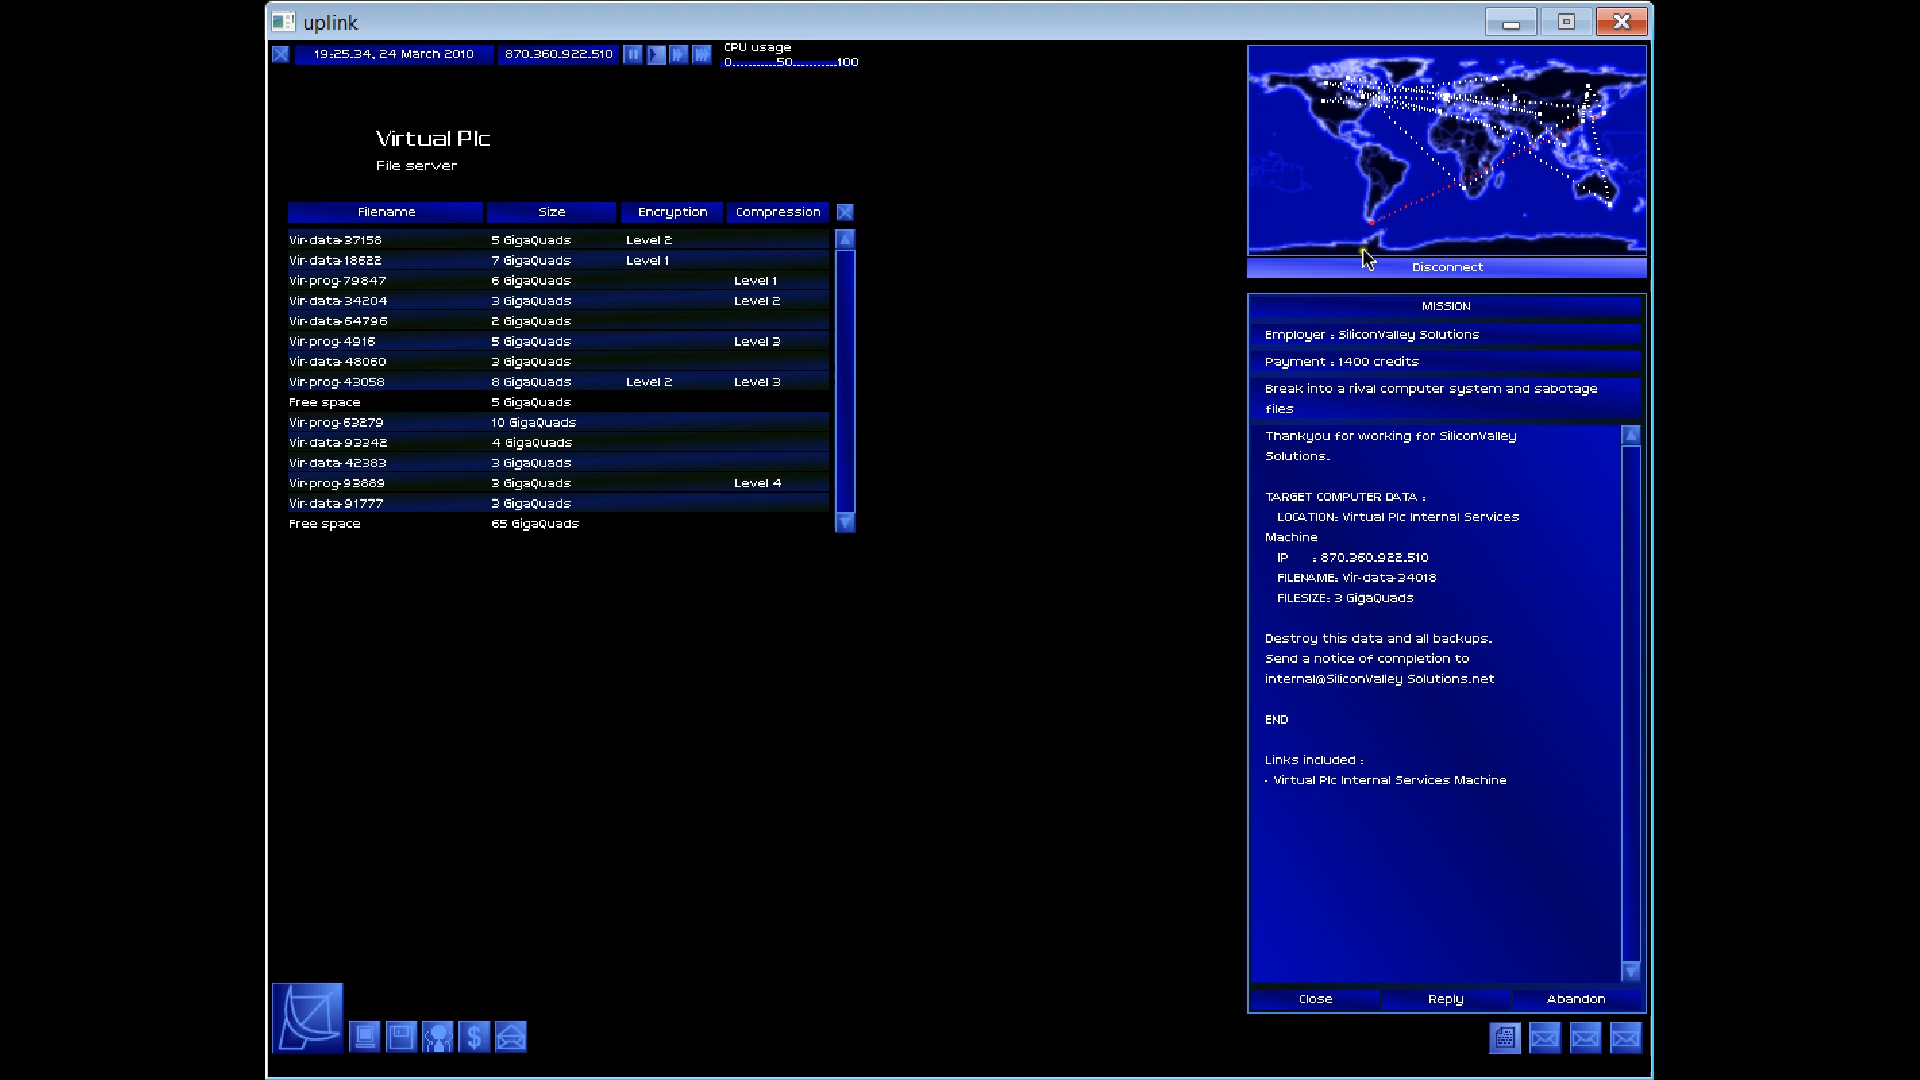 uplink
19:25.34, 24 March 2010
870.360.922.510
CPU usage
0..........50..........100
Virtual Plc
File server
Filename Size Encryption Compression
Vir-data-37158 5 GigaQuads Level 2
Vir-data-18622 7 GigaQuads Level 1
Vir-prog-79847 6 GigaQuads Level 1
Vir-data-34204 3 GigaQuads Level 2
Vir-data-64796 2 GigaQuads
Vir-prog-4916 5 GigaQuads Level 3
Vir-data-48060 3 GigaQuads
Vir-prog-43058 8 GigaQuads Level 2 Level 3
Free space 5 GigaQuads
Vir-prog-63279 10 GigaQuads
Vir-data-93342 4 GigaQuads
Vir-data-42383 3 GigaQuads
Vir-prog-93889 3 GigaQuads Level 4
Vir-data-91777 3 GigaQuads
Free space 65 GigaQuads
Disconnect
MISSION
Employer : SiliconValley Solutions
Payment : 1400 credits
Break into a rival computer system and sabotage
files
Thankyou for working for SiliconValley
Solutions.
TARGET COMPUTER DATA :
LOCATION: Virtual Plc Internal Services
Machine
IP : 870.360.922.510
FILENAME: Vir-data-34018
FILESIZE: 3 GigaQuads
Destroy this data and all backups.
Send a notice of completion to
internal@SiliconValley Solutions.net
END
Links included :
- Virtual Plc Internal Services Machine
Close Reply Abandon